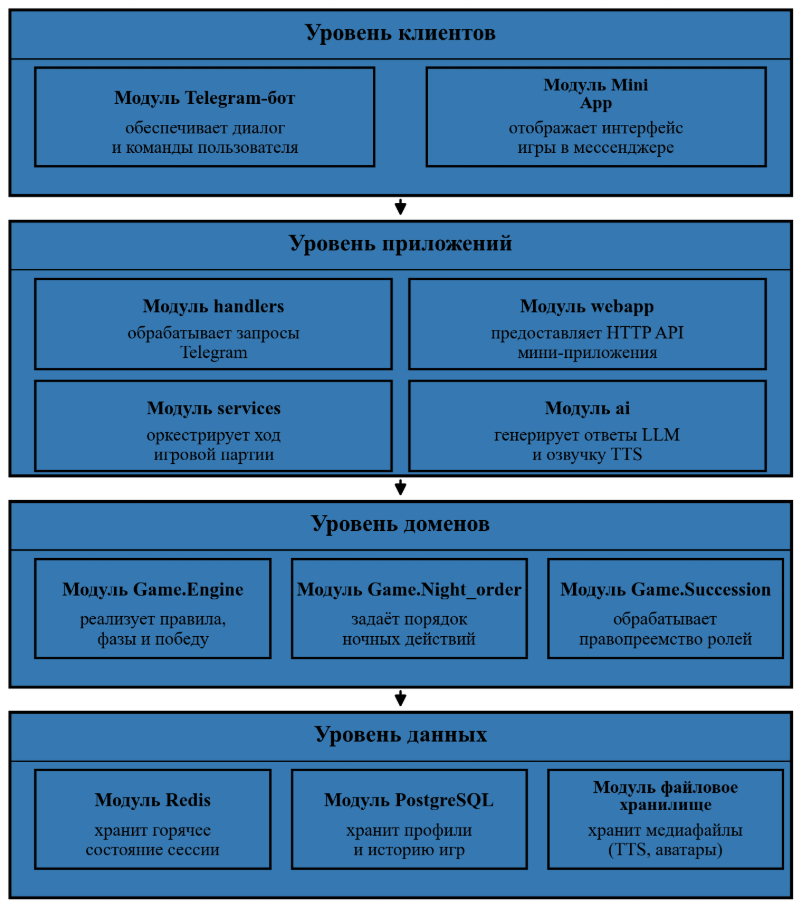 Уровень клиентов
Модуль Telegram-бот
обеспечивает диалог
и команды пользователя
Модуль Mini
App
отображает интерфейс
игры в мессенджере
Уровень приложений
Модуль handlers
обрабатывает запросы
Telegram
Модуль webapp
предоставляет HTTP API
мини-приложения
Модуль services
оркестрирует ход
игровой партии
Модуль ai
генерирует ответы LLM
и озвучку TTS
Уровень доменов
Модуль Game.Engine
реализует правила,
фазы и победу
Модуль Game.Night_order
задаёт порядок
ночных действий
Модуль Game.Succession
обрабатывает
правопреемство ролей
Уровень данных
Модуль Redis
хранит горячее
состояние сессии
Модуль PostgreSQL
хранит профили
и историю игр
Модуль файловое
хранилище
хранит медиафайлы
(TTS, аватары)